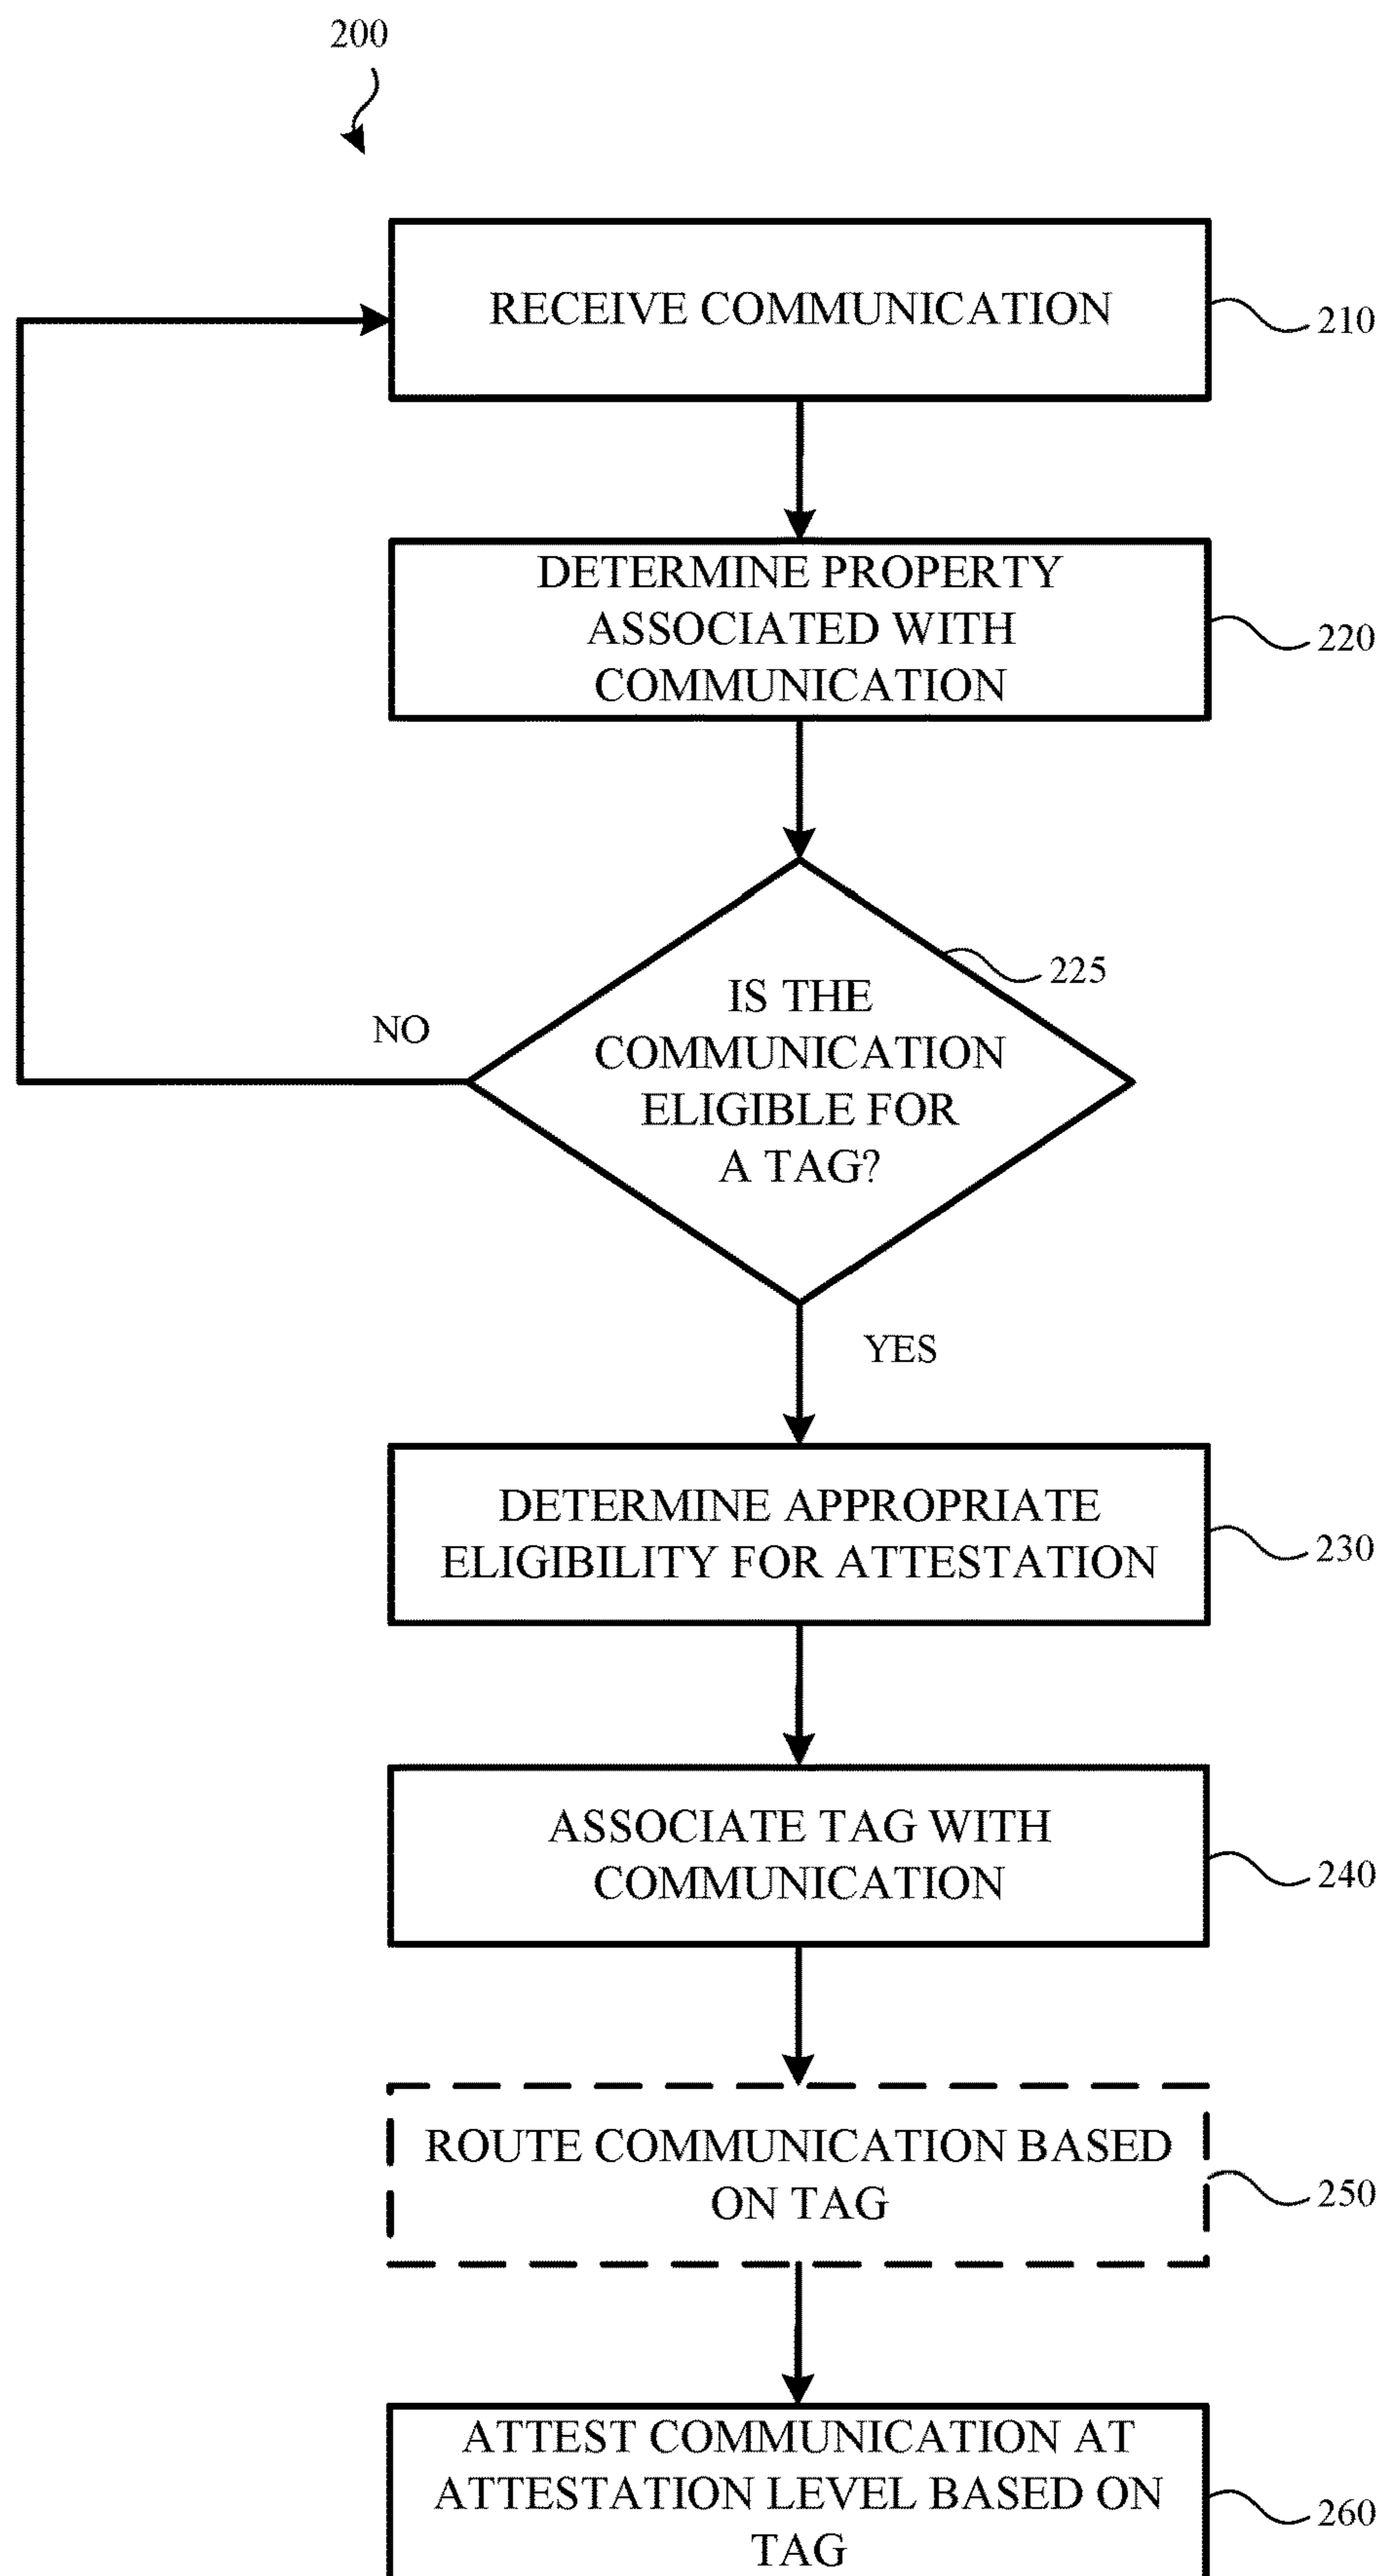 200
RECEIVE COMMUNICATION
210
DETERMINE PROPERTY
ASSOCIATED WITH
COMMUNICATION
220
225
IS THE
COMMUNICATION
ELIGIBLE FOR
A TAG?
NO
YES
DETERMINE APPROPRIATE
ELIGIBILITY FOR ATTESTATION
230
ASSOCIATE TAG WITH
COMMUNICATION
240
ROUTE COMMUNICATION BASED
ON TAG
250
ATTEST COMMUNICATION AT
ATTESTATION LEVEL BASED ON
TAG
260